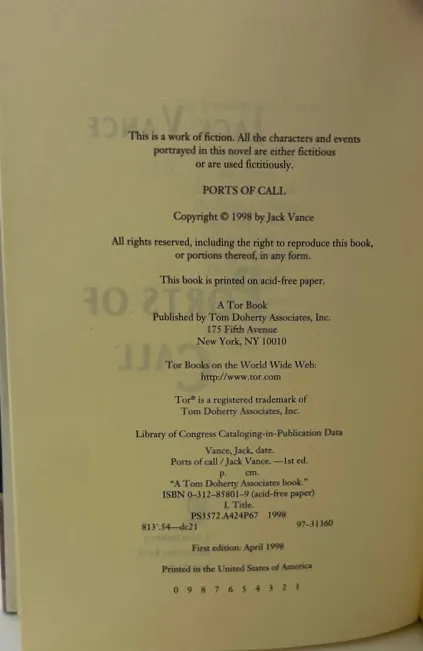 This is a work of fiction. All the characters and events
portrayed in this novel are either fictitious
or are used fictitiously.
PORTS OF CALL
Copyright © 1998 by Jack Vance
All rights reserved, including the right to reproduce this book,
or portions thereof, in any form.
This book is printed on acid-free paper.
A Tor Book
Published by Tom Doherty Associates, Inc.
175 Fifth Avenue
New York, NY 10010
Tor Books on the World Wide Web:
http://www.tor.com
Tor® is a registered trademark of
Tom Doherty Associates, Inc.
Library of Congress Cataloging-in-Publication Data
Vance, Jack, date.
Ports of call / Jack Vance. —1st ed.
p. cm.
"A Tom Doherty Associates book."
ISBN 0-312-85801-9 (acid-free paper)
I. Title.
PS3572.A424P67 1998
813'.54—dc21 97-31360
First edition: April 1998
Printed in the United States of America
0 9 8 7 6 5 4 3 2 1